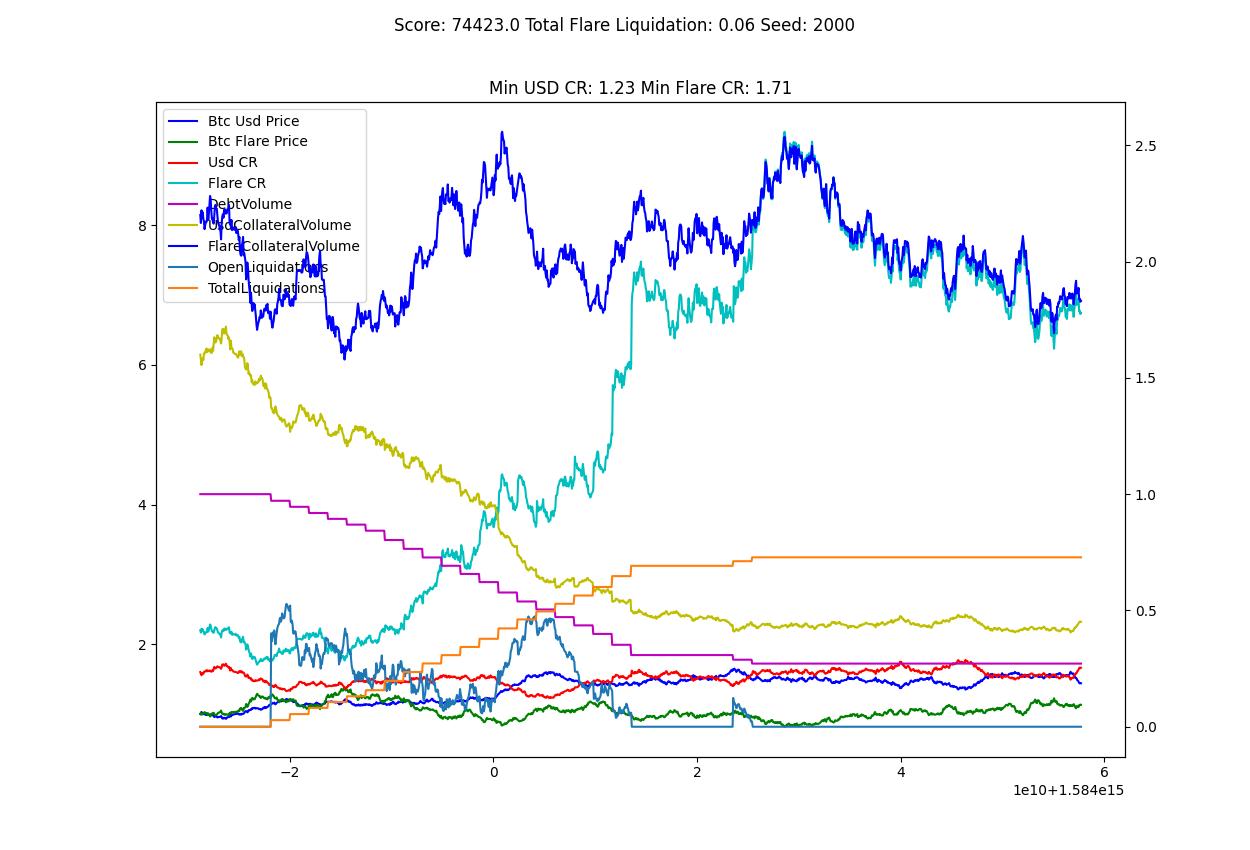 Score: 74423.0 Total Flare Liquidation: 0.06 Seed: 2000
Min USD CR: 1.23 Min Flare CR: 1.71
Btc Usd Price
Btc Flare Price
Usd CR
Flare CR
DebtVolume
UsdCollateralVolume
FlareCollateralVolume
OpenLiquidations
TotalLiquidations
8
6
4
2
2.5
2.0
1.5
1.0
0.5
0.0
−2 0 2 4 6
1e10+1.584e15